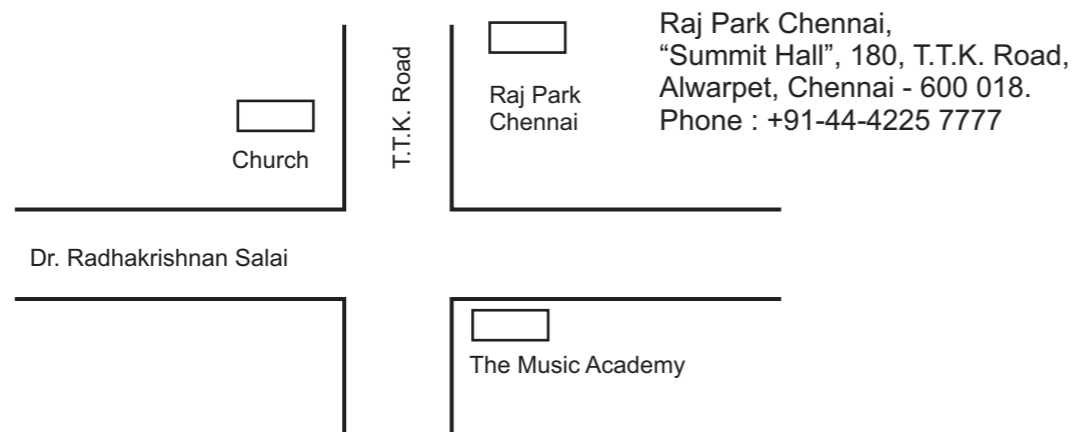 Raj Park Chennai,
“Summit Hall”, 180, T.T.K. Road,
Alwarpet, Chennai - 600 018.
Phone : +91-44-4225 7777
T.T.K. Road
Raj Park
Chennai
Church
Dr. Radhakrishnan Salai
The Music Academy